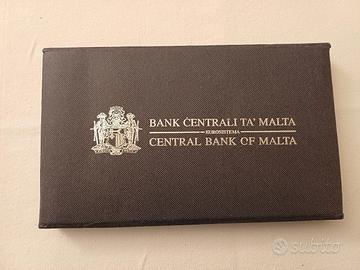 BANK ĊENTRALI TA' MALTA
EUROSISTEMA
CENTRAL BANK OF MALTA
subito